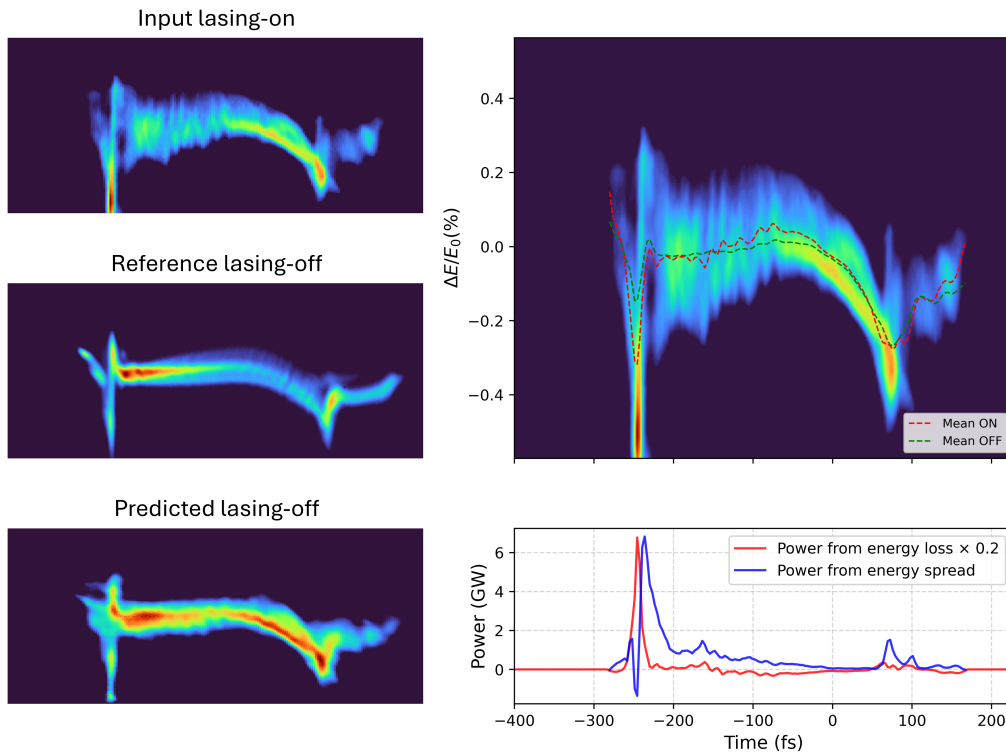 Input lasing-on
Reference lasing-off
Predicted lasing-off
ΔE/E₀(%)
0.4
0.2
0.0
−0.2
−0.4
Mean ON
Mean OFF
Power (GW)
6
4
2
0
Power from energy loss × 0.2
Power from energy spread
−400 −300 −200 −100 0 100 200
Time (fs)